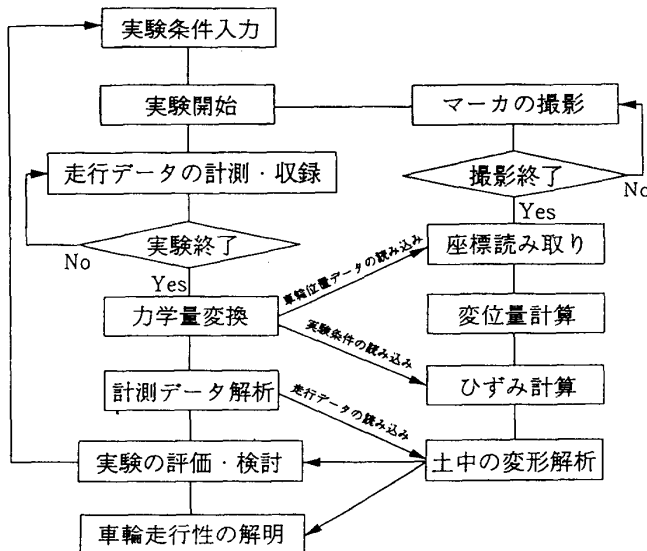 実験条件入力
実験開始
マーカの撮影
走行データの計測・収録
撮影終了
No
Yes
実験終了
No
Yes
座標読み取り
車輪位置データの読み込み
力学量変換
変位量計算
実験条件の読み込み
計測データ解析
ひずみ計算
走行データの読み込み
実験の評価・検討
土中の変形解析
車輪走行性の解明